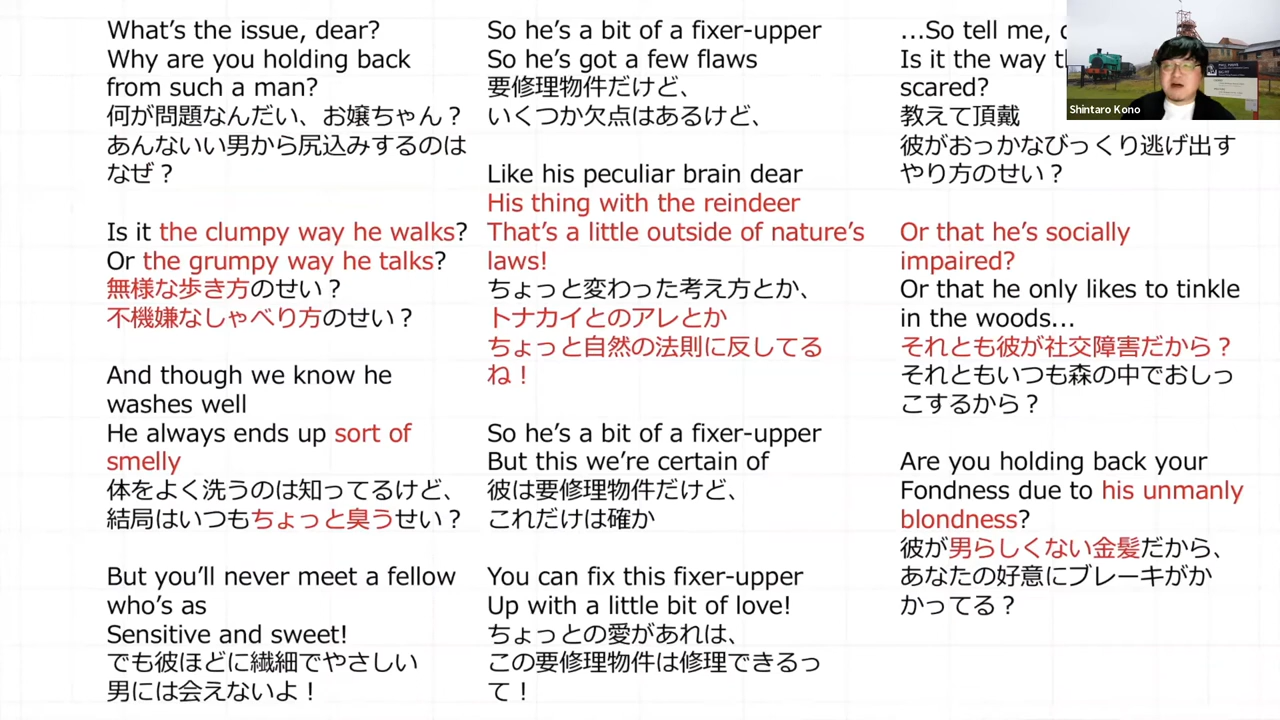 What's the issue, dear?
Why are you holding back
from such a man?
何が問題なんだい、お嬢ちゃん？
あんないい男から尻込みするのは
なぜ？
Is it the clumpy way he walks?
Or the grumpy way he talks?
無様な歩き方のせい？
不機嫌なしゃべり方のせい？
And though we know he
washes well
He always ends up sort of
smelly
体をよく洗うのは知ってるけど、
結局はいつもちょっと臭うせい？
But you'll never meet a fellow
who's as
Sensitive and sweet!
でも彼ほどに繊細でやさしい
男には会えないよ！
So he's a bit of a fixer-upper
So he's got a few flaws
要修理物件だけど、
いくつか欠点はあるけど、
Like his peculiar brain dear
His thing with the reindeer
That's a little outside of nature's
laws!
ちょっと変わった考え方とか、
トナカイとのアレとか
ちょっと自然の法則に反してる
ね！
So he's a bit of a fixer-upper
But this we're certain of
彼は要修理物件だけど、
これだけは確か
You can fix this fixer-upper
Up with a little bit of love!
ちょっとの愛があれば、
この要修理物件は修理できるっ
て！
...So tell me,
Is it the way
scared?
教えて頂戴
彼がおっかなびっくり逃げ出す
やり方のせい？
Or that he's socially
impaired?
Or that he only likes to tinkle
in the woods...
それとも彼が社交障害だから？
それともいつも森の中でおしっ
こするから？
Are you holding back your
Fondness due to his unmanly
blondness?
彼が男らしくない金髪だから、
あなたの好意にブレーキがか
かってる？
Shintaro Kono